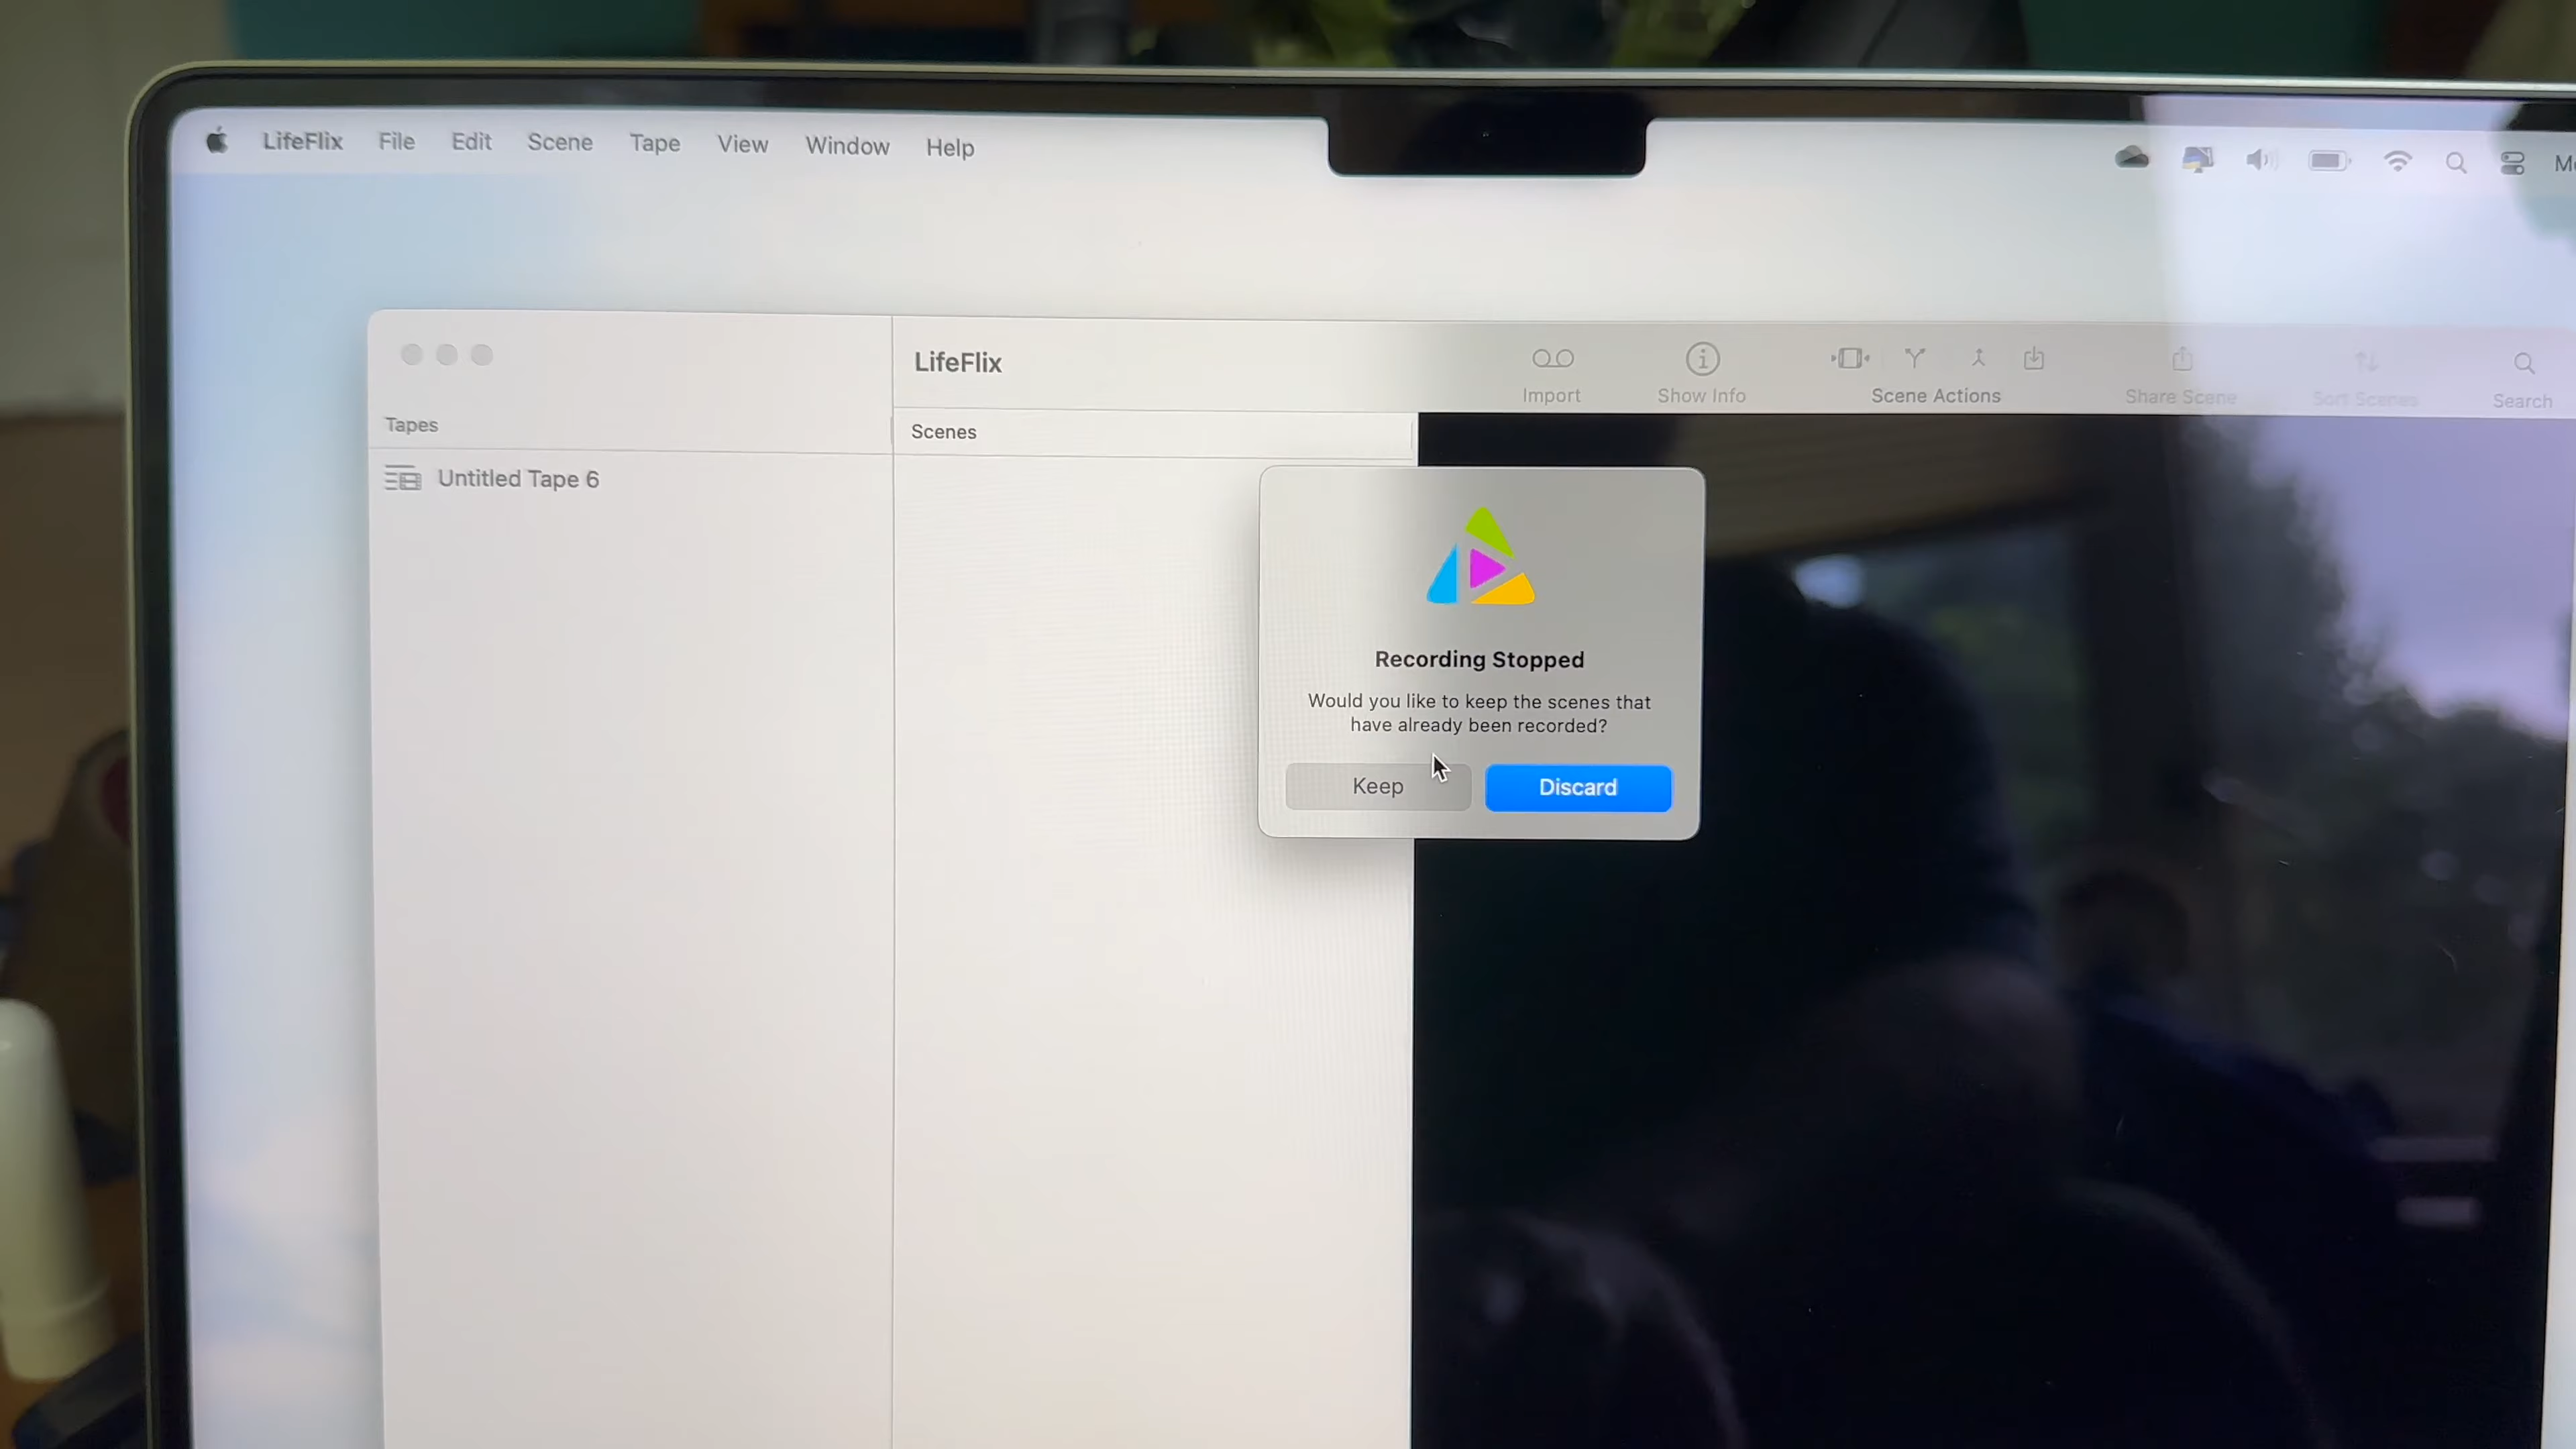 LifeFlix File Edit Scene Tape View Window Help
LifeFlix
Import Show Info Scene Actions Share Scene Sort Scenes Search
Tapes
Scenes
Untitled Tape 6
Recording Stopped
Would you like to keep the scenes that
have already been recorded?
Keep Discard